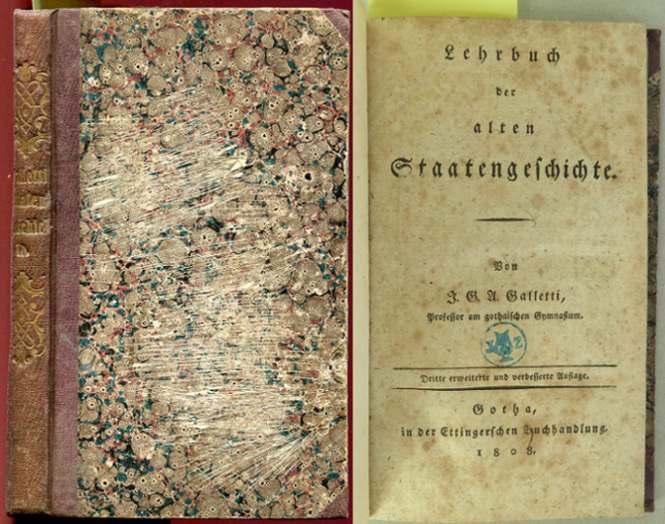 Lehrbuch
der
alten
Staatengeschichte.
Von
J. G. A. Galletti,
Professor am gothaischen Gymnasium.
Dritte erweiterte und verbesserte Auflage.
Gotha,
in der Ettingerschen Buchhandlung.
1808.